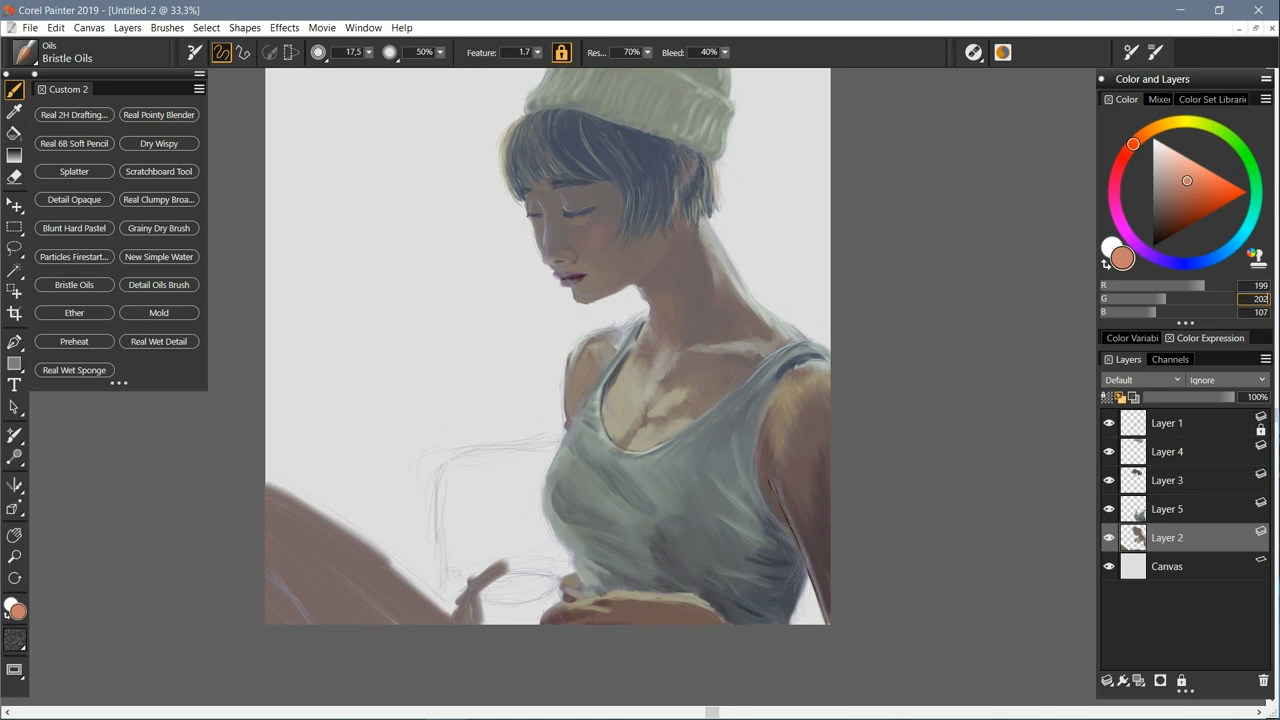 Corel Painter 2019 - [Untitled-2 @ 33,3%]
File Edit Canvas Layers Brushes Select Shapes Effects Movie Window Help
Oils
Bristle Oils
17,5 50% Feature: 1.7 Res... 70% Bleed: 40%
Custom 2
Real 2H Drafting... Real Pointy Blender
Real 6B Soft Pencil Dry Wispy
Splatter Scratchboard Tool
Detail Opaque Real Clumpy Broa...
Blunt Hard Pastel Grainy Dry Brush
Particles Firestart... New Simple Water
Bristle Oils Detail Oils Brush
Ether Mold
Preheat Real Wet Detail
Real Wet Sponge
Color and Layers
Color Mixer Color Set Librari
R 199
G 202
B 107
Color Variabi Color Expression
Layers Channels
Default Ignore
100%
Layer 1
Layer 4
Layer 3
Layer 5
Layer 2
Canvas